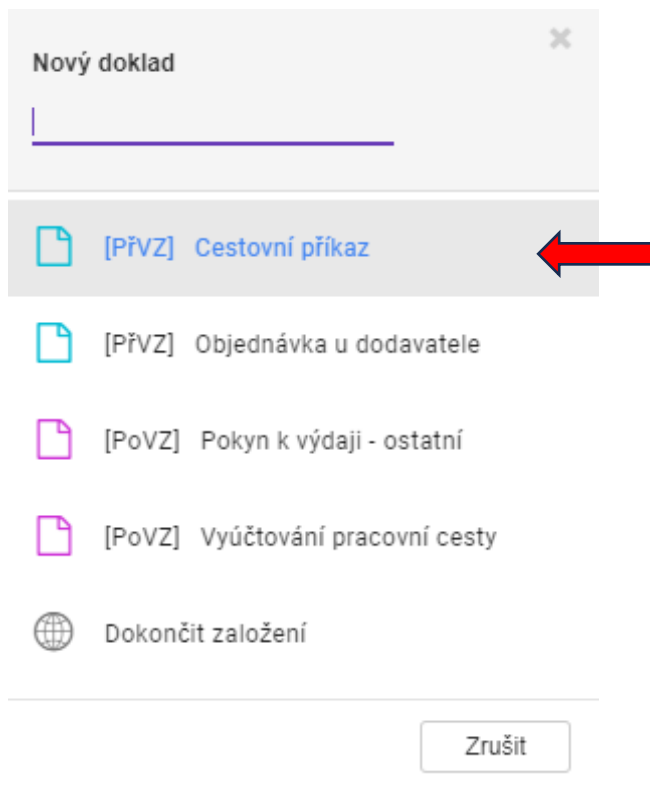 Nový doklad
[PřVZ] Cestovní příkaz
[PřVZ] Objednávka u dodavatele
[PoVZ] Pokyn k výdaji - ostatní
[PoVZ] Vyúčtování pracovní cesty
Dokončit založení
Zrušit